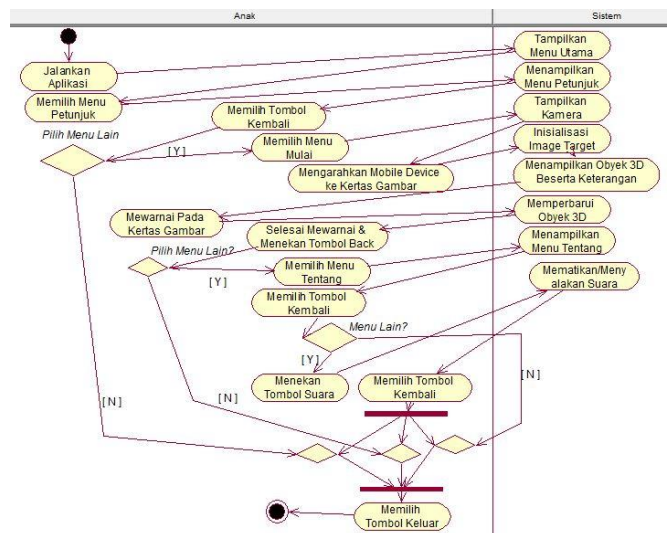 Anak
Sistem
Tampilkan
Menu Utama
Jalankan
Aplikasi
Menampilkan
Menu Petunjuk
Memilih Menu
Petunjuk
Memilih Tombol
Kembali
Tampilkan
Kamera
Pilih Menu Lain
[ Y ]
Memilih Menu
Mulai
Inisialisasi
Image Target
Mengarahkan Mobile Device
ke Kertas Gambar
Menampilkan Obyek 3D
Beserta Keterangan
Mewarnai Pada
Kertas Gambar
Memperbarui
Obyek 3D
Selesai Mewarnai &
Menekan Tombol Back
Menampilkan
Menu Tentang
Pilih Menu Lain?
[ Y ]
Memilih Menu
Tentang
Mematikan/Meny
alakan Suara
Memilih Tombol
Kembali
Menu Lain?
[ Y ]
[ N ]
Menekan
Tombol Suara
Memilih Tombol
Kembali
[ N ]
[ N ]
Memilih
Tombol Keluar